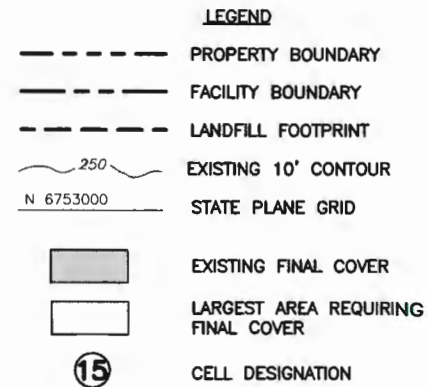 LEGEND
PROPERTY BOUNDARY
FACILITY BOUNDARY
LANDFILL FOOTPRINT
250 EXISTING 10' CONTOUR
N 6753000 STATE PLANE GRID
EXISTING FINAL COVER
LARGEST AREA REQUIRING
FINAL COVER
15 CELL DESIGNATION